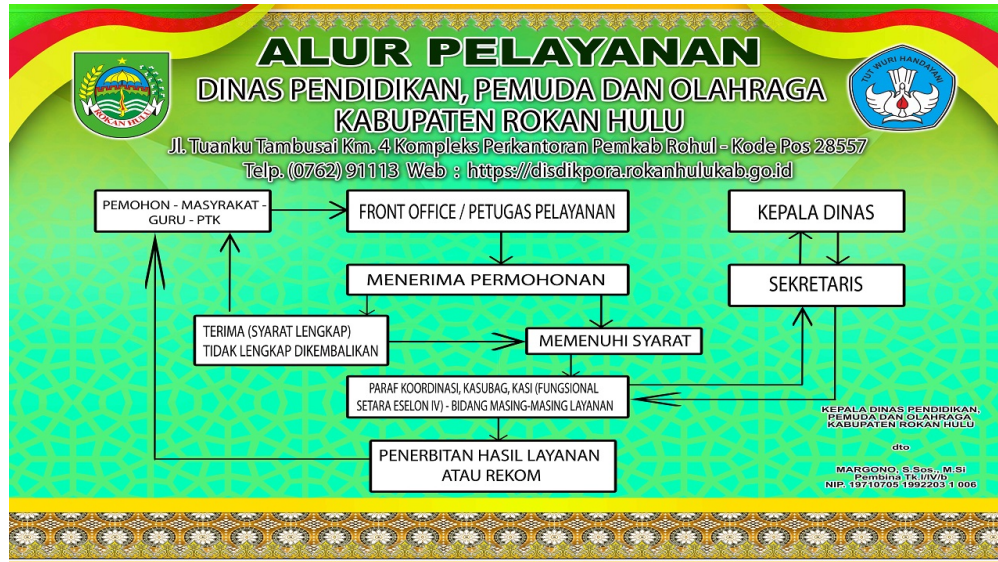 ALUR PELAYANAN
DINAS PENDIDIKAN, PEMUDA DAN OLAHRAGA
KABUPATEN ROKAN HULU
Jl. Tuanku Tambusai Km. 4 Kompleks Perkantoran Pemkab Rohul - Kode Pos 28557
Telp. (0762) 91113 Web : https://disdikpora.rokanhulukab.go.id
ROKAN HULU
TUT WURI HANDAYANI
PEMOHON - MASYRAKAT -
GURU - PTK
FRONT OFFICE / PETUGAS PELAYANAN
KEPALA DINAS
MENERIMA PERMOHONAN
SEKRETARIS
TERIMA (SYARAT LENGKAP)
TIDAK LENGKAP DIKEMBALIKAN
MEMENUHI SYARAT
PARAF KOORDINASI, KASUBAG, KASI (FUNGSIONAL
SETARA ESELON IV) - BIDANG MASING-MASING LAYANAN
PENERBITAN HASIL LAYANAN
ATAU REKOM
KEPALA DINAS PENDIDIKAN,
PEMUDA DAN OLAHRAGA
KABUPATEN ROKAN HULU
dto
MARGONO, S.Sos., M.Si
Pembina Tk.I/IV/b
NIP. 19710705 1992203 1 006